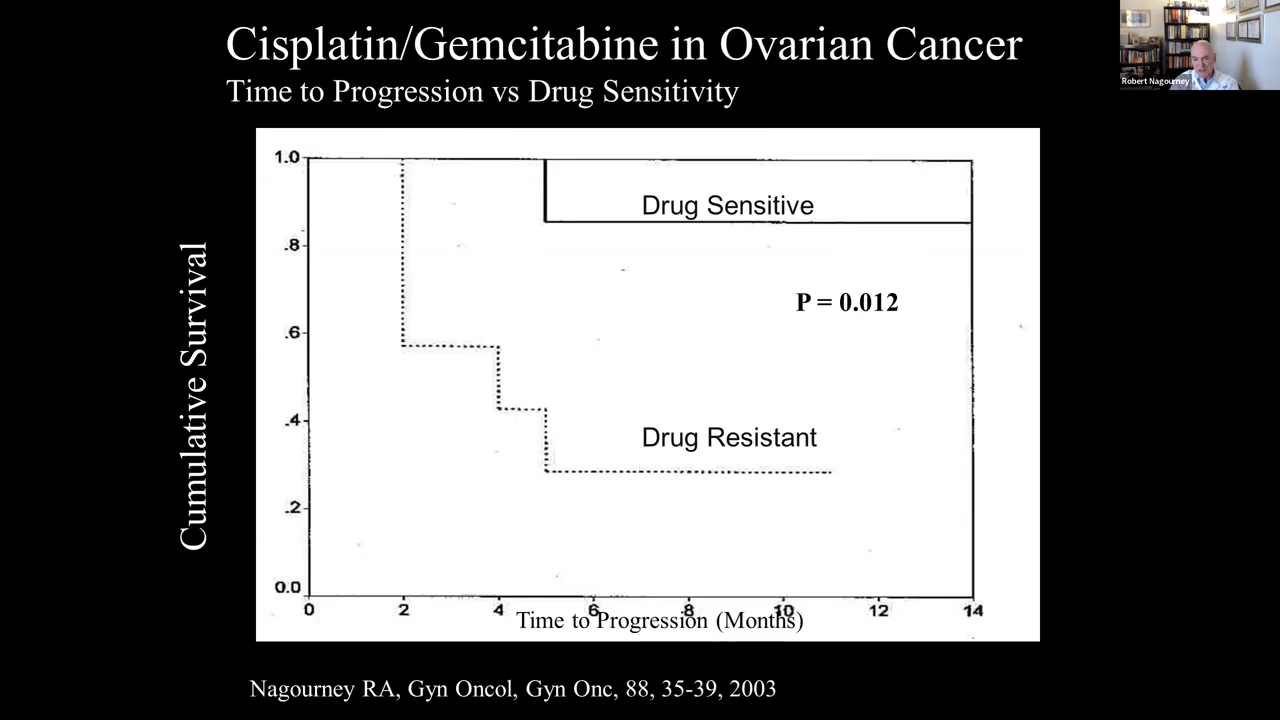 Cisplatin/Gemcitabine in Ovarian Cancer
Time to Progression vs Drug Sensitivity
Robert Nagourney
Cumulative Survival
1.0
.8
.6
.4
.2
0.0
Drug Sensitive
P = 0.012
Drug Resistant
0 2 4 6 8 10 12 14
Time to Progression (Months)
Nagourney RA, Gyn Oncol, Gyn Onc, 88, 35-39, 2003